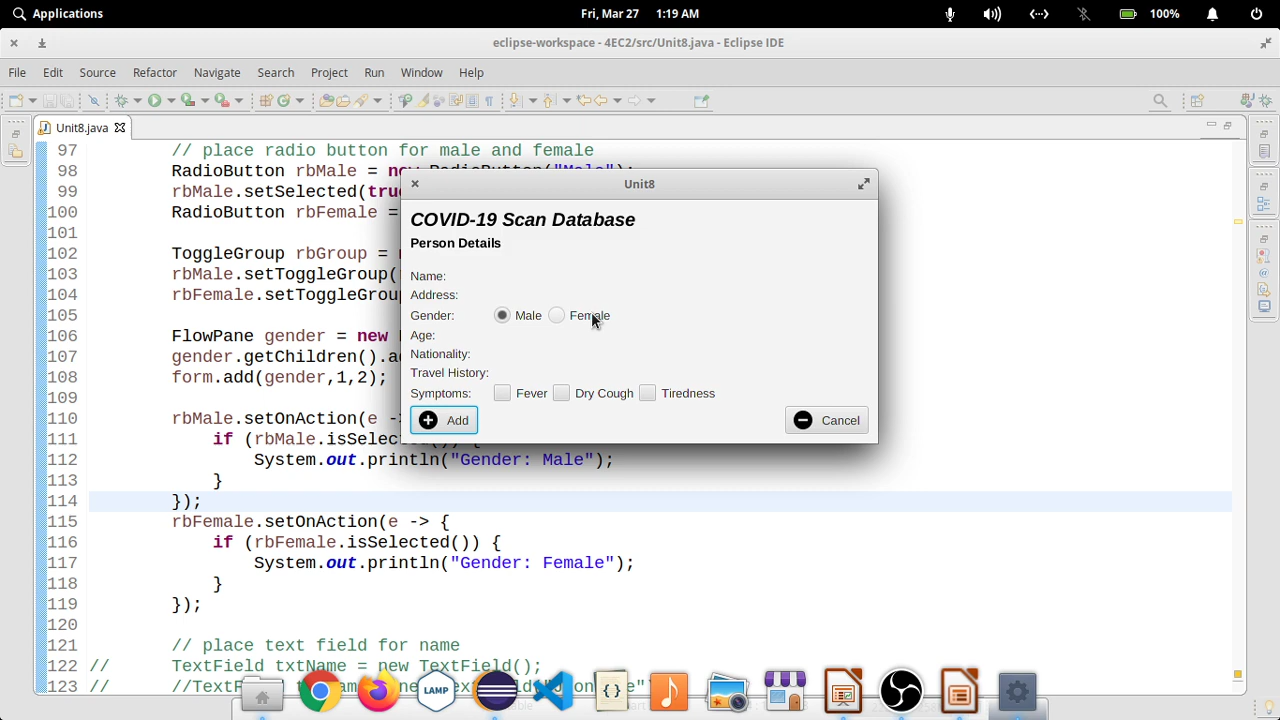 Applications
Fri, Mar 27 1:19 AM
100%
eclipse-workspace - 4EC2/src/Unit8.java - Eclipse IDE
File Edit Source Refactor Navigate Search Project Run Window Help
Unit8.java
97 // place radio button for male and female
98 RadioButton rbMale =
99 rbMale.setSelected(
100 RadioButton rbFemale =
101
102 ToggleGroup rbGroup =
103 rbMale.setToggleGroup(
104 rbFemale.setToggleGroup
105
106 FlowPane gender = new
107 gender.getChildren().
108 form.add(gender,1,2);
109
110 rbMale.setOnAction(e
111 if (rbMale.
112 System.out.println("Gender: Male");
113 }
114 });
115 rbFemale.setOnAction(e -> {
116 if (rbFemale.isSelected()) {
117 System.out.println("Gender: Female");
118 }
119 });
120
121 // place text field for name
122 // TextField txtName = new TextField();
123 //
Unit8
COVID-19 Scan Database
Person Details
Name:
Address:
Gender: Male Female
Age:
Nationality:
Travel History:
Symptoms: Fever Dry Cough Tiredness
Add Cancel
LAMP